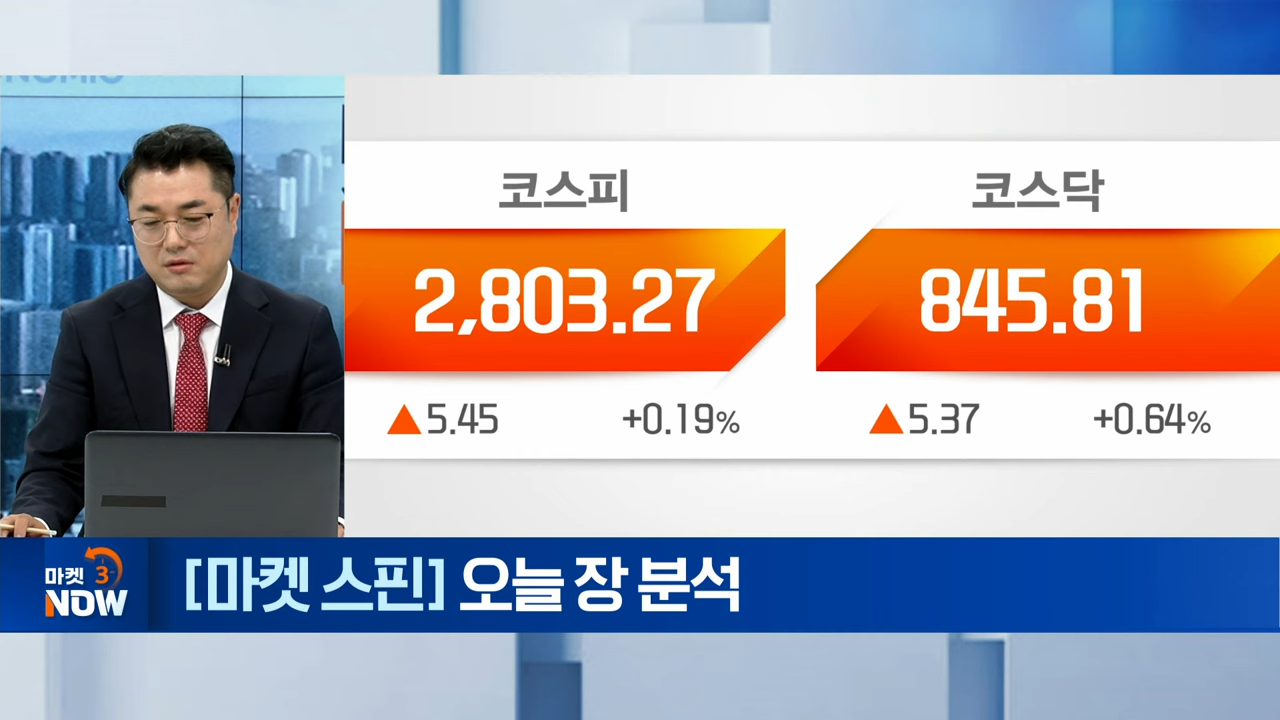 코스피
코스닥
2,803.27
845.81
▲5.45 +0.19%
▲5.37 +0.64%
마켓 3
NOW
[마켓 스핀] 오늘 장 분석